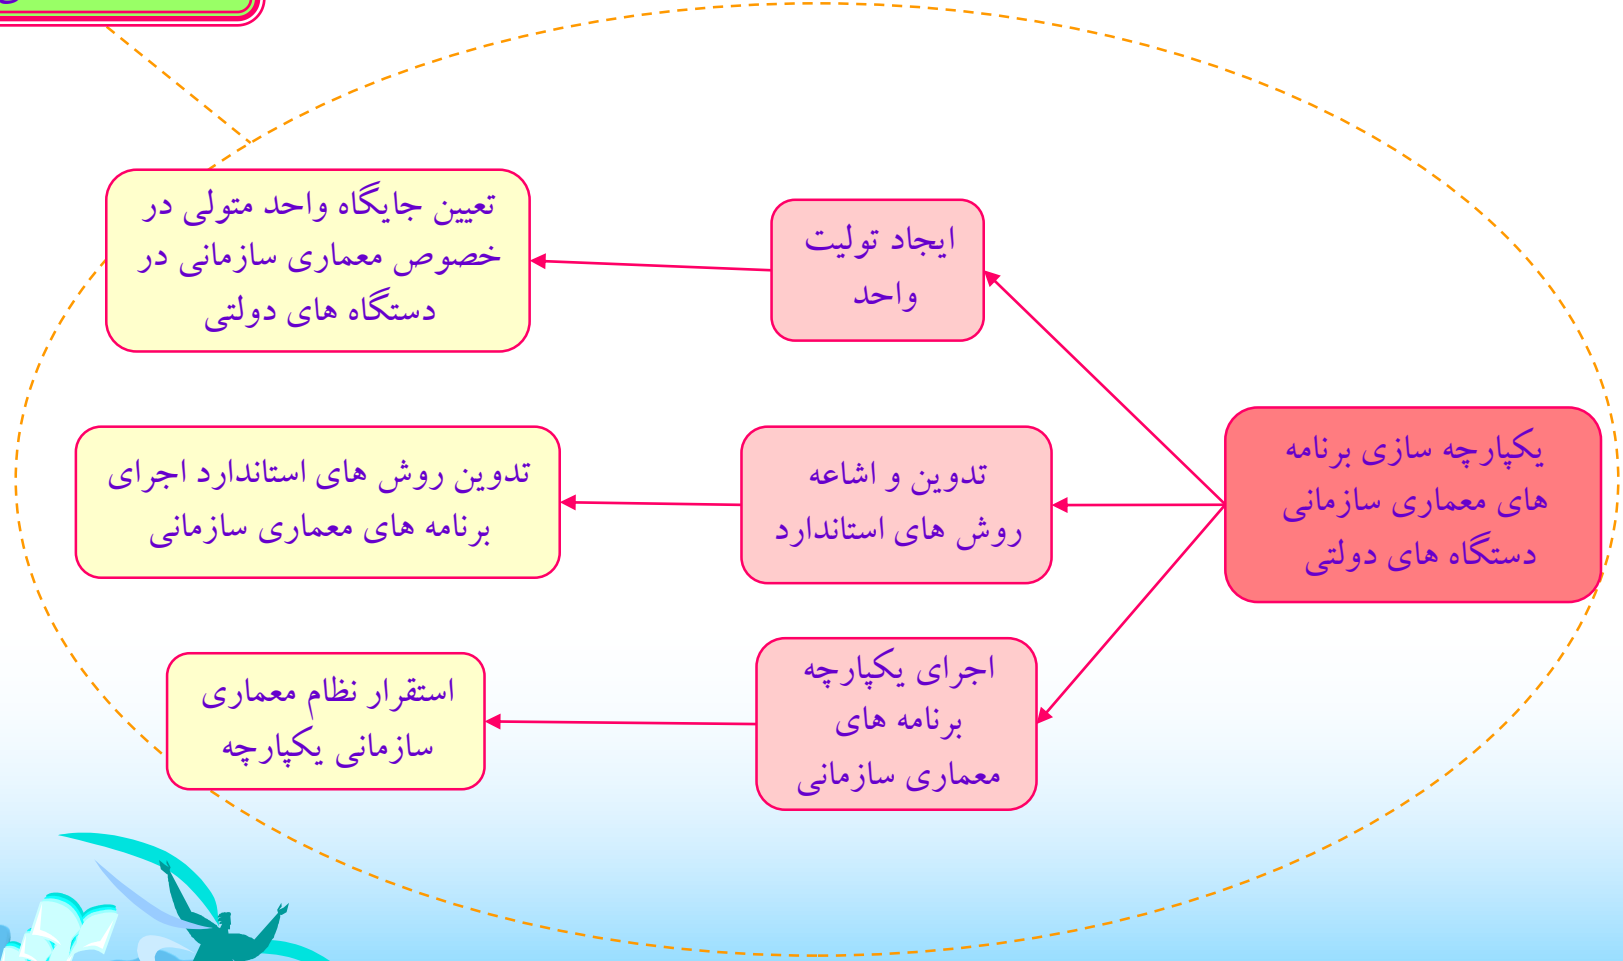 یکپارچه سازی برنامه
های معماری سازمانی
دستگاه های دولتی
ایجاد تولیت
واحد
تعیین جایگاه واحد متولی در
خصوص معماری سازمانی در
دستگاه های دولتی
تدوین و اشاعه
روش های استاندارد
تدوین روش های استاندارد اجرای
برنامه های معماری سازمانی
اجرای یکپارچه
برنامه های
معماری سازمانی
استقرار نظام معماری
سازمانی یکپارچه